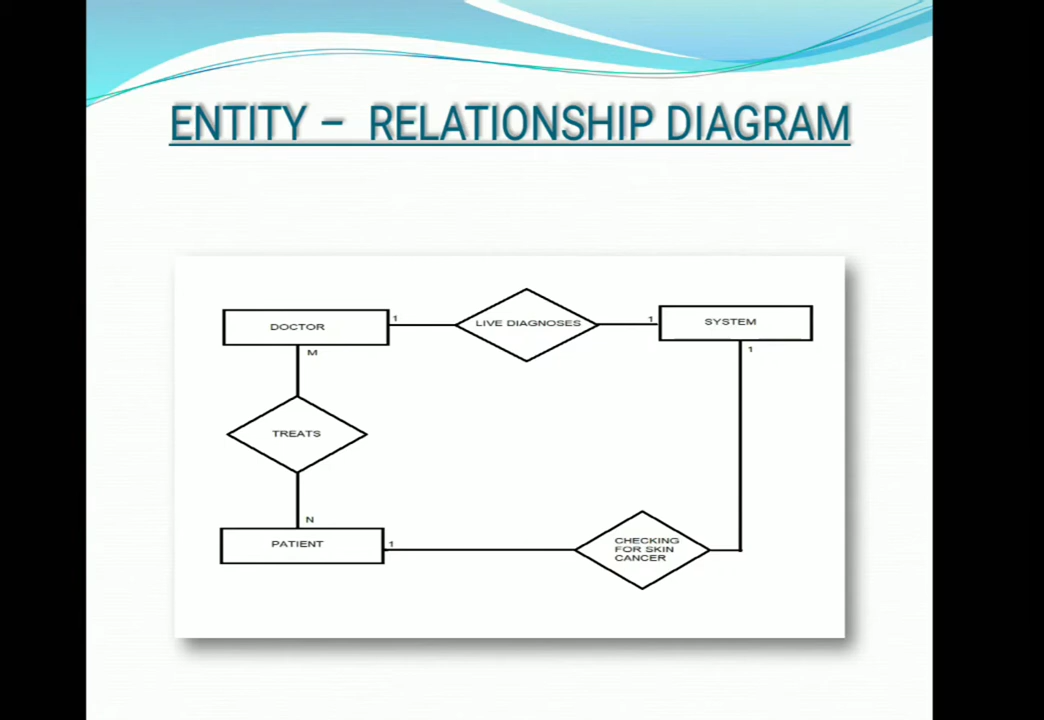 ENTITY – RELATIONSHIP DIAGRAM
DOCTOR
1
LIVE DIAGNOSES
1
SYSTEM
M
1
TREATS
N
PATIENT
1
CHECKING
FOR SKIN
CANCER